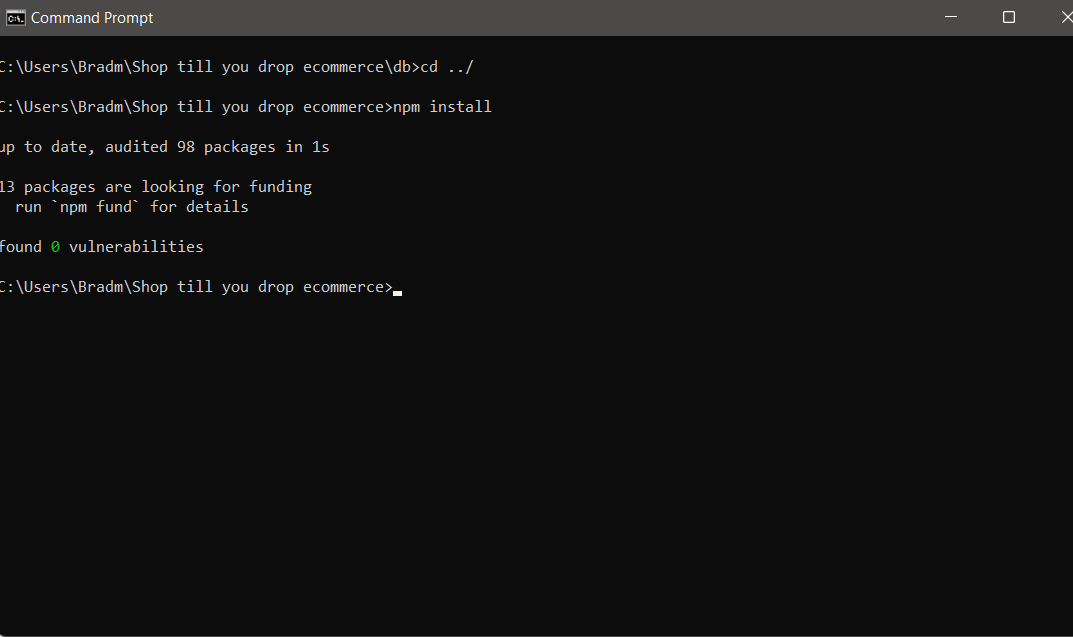 Command Prompt
C:\Users\Bradm\Shop till you drop ecommerce\db>cd ../
C:\Users\Bradm\Shop till you drop ecommerce>npm install
up to date, audited 98 packages in 1s
13 packages are looking for funding
  run `npm fund` for details
found 0 vulnerabilities
C:\Users\Bradm\Shop till you drop ecommerce>